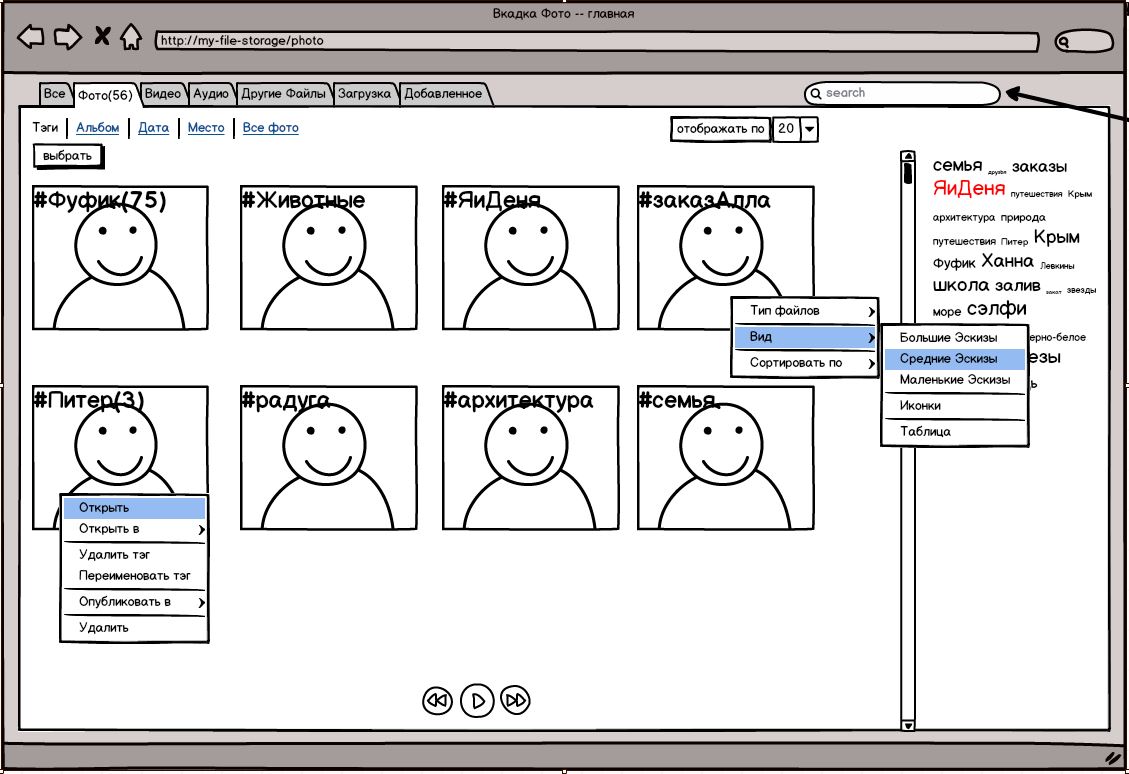 Вкадка Фото -- главная
http://my-file-storage/photo
Все Фото(56) Видео Аудио Другие Файлы Загрузка Добавленное
search
Тэги Альбом Дата Место Все фото
отображать по 20
выбрать
#Фуфик(75) #Животные #ЯиДеня #заказАлла
#Питер(3) #радуга #архитектура #семья
Тип файлов
Вид
Сортировать по
Большие Эскизы
Средние Эскизы
Маленькие Эскизы
Иконки
Таблица
Открыть
Открыть в
Удалить тэг
Переименовать тэг
Опубликовать в
Удалить
семья друзья заказы
ЯиДеня путешествия Крым
архитектура природа
путешествия Питер Крым
Фуфик Ханна Левкины
школа залив закат звезды
море сэлфи
ерно-белое
езы
ь